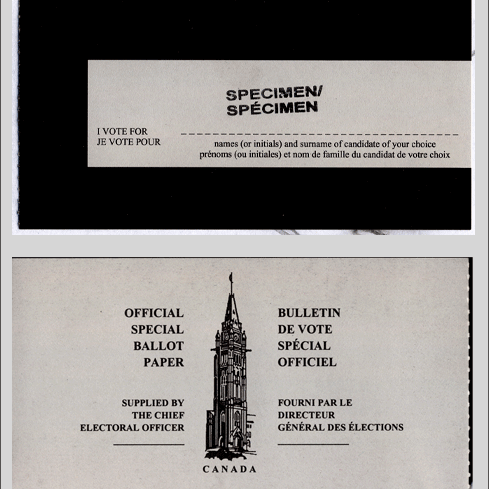 SPECIMEN/
SPÉCIMEN
I VOTE FOR
JE VOTE POUR
names (or initials) and surname of candidate of your choice
prénoms (ou initiales) et nom de famille du candidat de votre choix
OFFICIAL
SPECIAL
BALLOT
PAPER
BULLETIN
DE VOTE
SPÉCIAL
OFFICIEL
SUPPLIED BY
THE CHIEF
ELECTORAL OFFICER
FOURNI PAR LE
DIRECTEUR
GÉNÉRAL DES ÉLECTIONS
CANADA